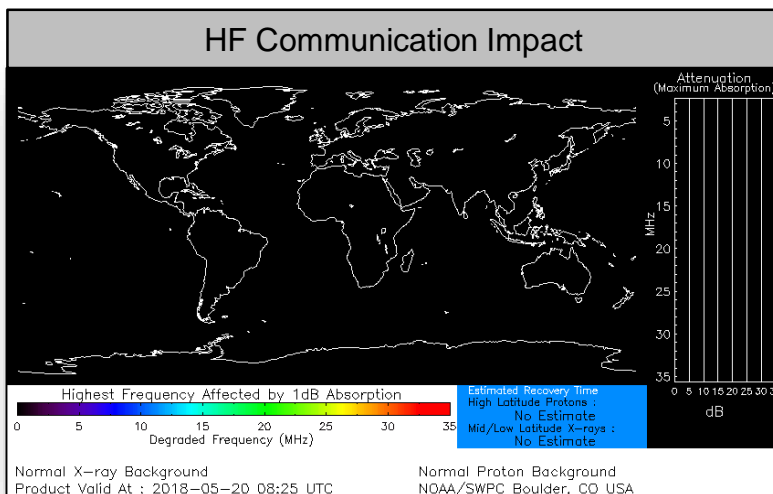 HF Communication Impact
Attenuation
(Maximum Absorption)
5
10
15
20
25
30
35
MHz
0 5 10 15 20 25 30 3
dB
Highest Frequency Affected by 1dB Absorption
0 5 10 15 20 25 30 35
Degraded Frequency (MHz)
Estimated Recovery Time
High Latitude Protons :
No Estimate
Mid/Low Latitude X-rays :
No Estimate
Normal X-ray Background
Product Valid At : 2018-05-20 08:25 UTC
Normal Proton Background
NOAA/SWPC Boulder, CO USA